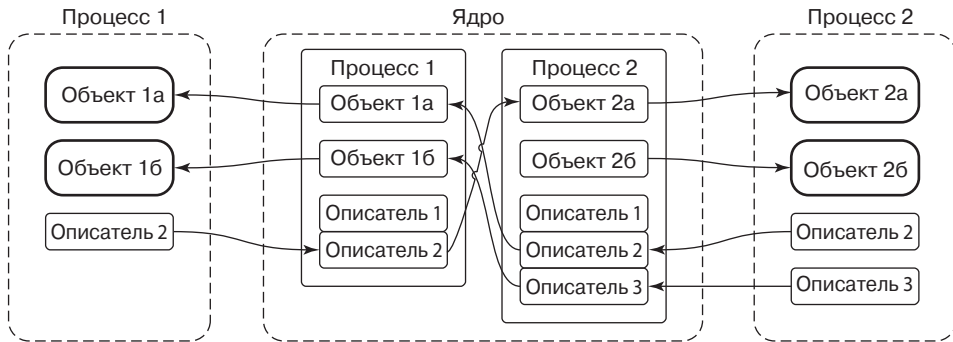 Процесс 1
Ядро
Процесс 2
Объект 1а
Объект 1б
Описатель 2
Процесс 1
Объект 1а
Объект 1б
Описатель 1
Описатель 2
Процесс 2
Объект 2а
Объект 2б
Описатель 1
Описатель 2
Описатель 3
Объект 2а
Объект 2б
Описатель 2
Описатель 3